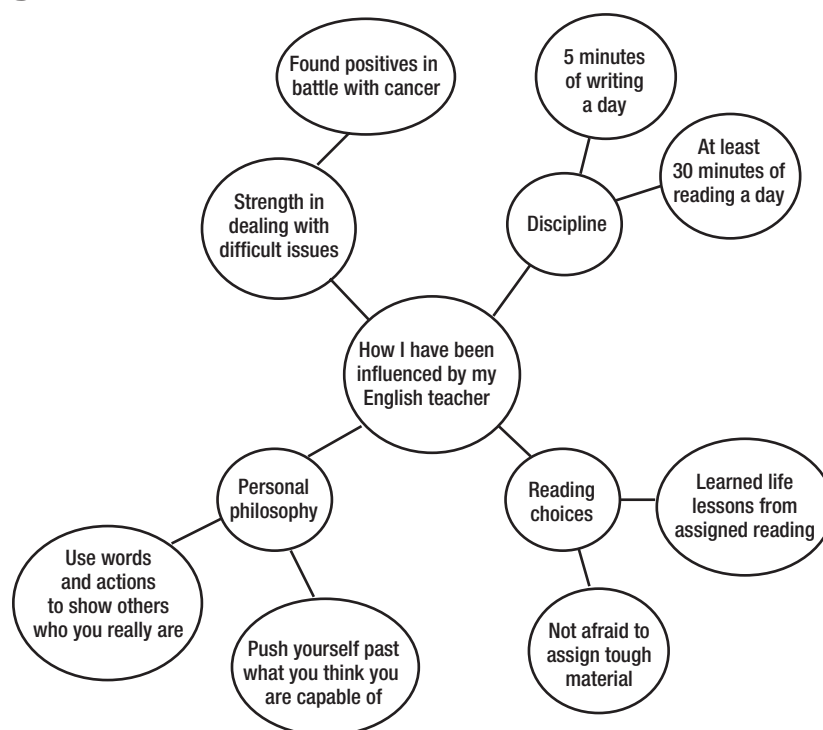 Found positives in
battle with cancer
5 minutes
of writing
a day
At least
30 minutes of
reading a day
Strength in
dealing with
difficult issues
Discipline
How I have been
influenced by my
English teacher
Personal
philosophy
Reading
choices
Learned life
lessons from
assigned reading
Use words
and actions
to show others
who you really are
Push yourself past
what you think you
are capable of
Not afraid to
assign tough
material